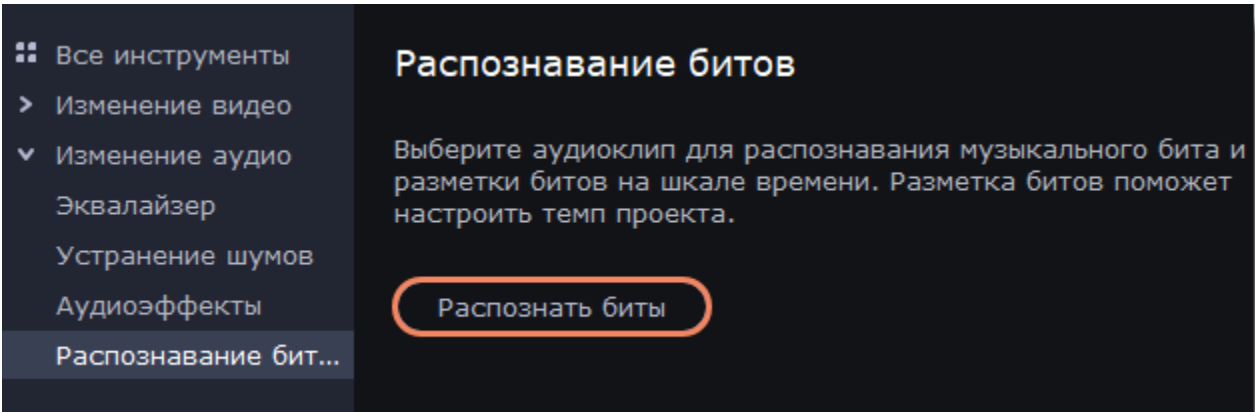 Все инструменты
Изменение видео
Изменение аудио
Эквалайзер
Устранение шумов
Аудиоэффекты
Распознавание бит...
Распознавание битов
Выберите аудиоклип для распознавания музыкального бита и
разметки битов на шкале времени. Разметка битов поможет
настроить темп проекта.
Распознать биты